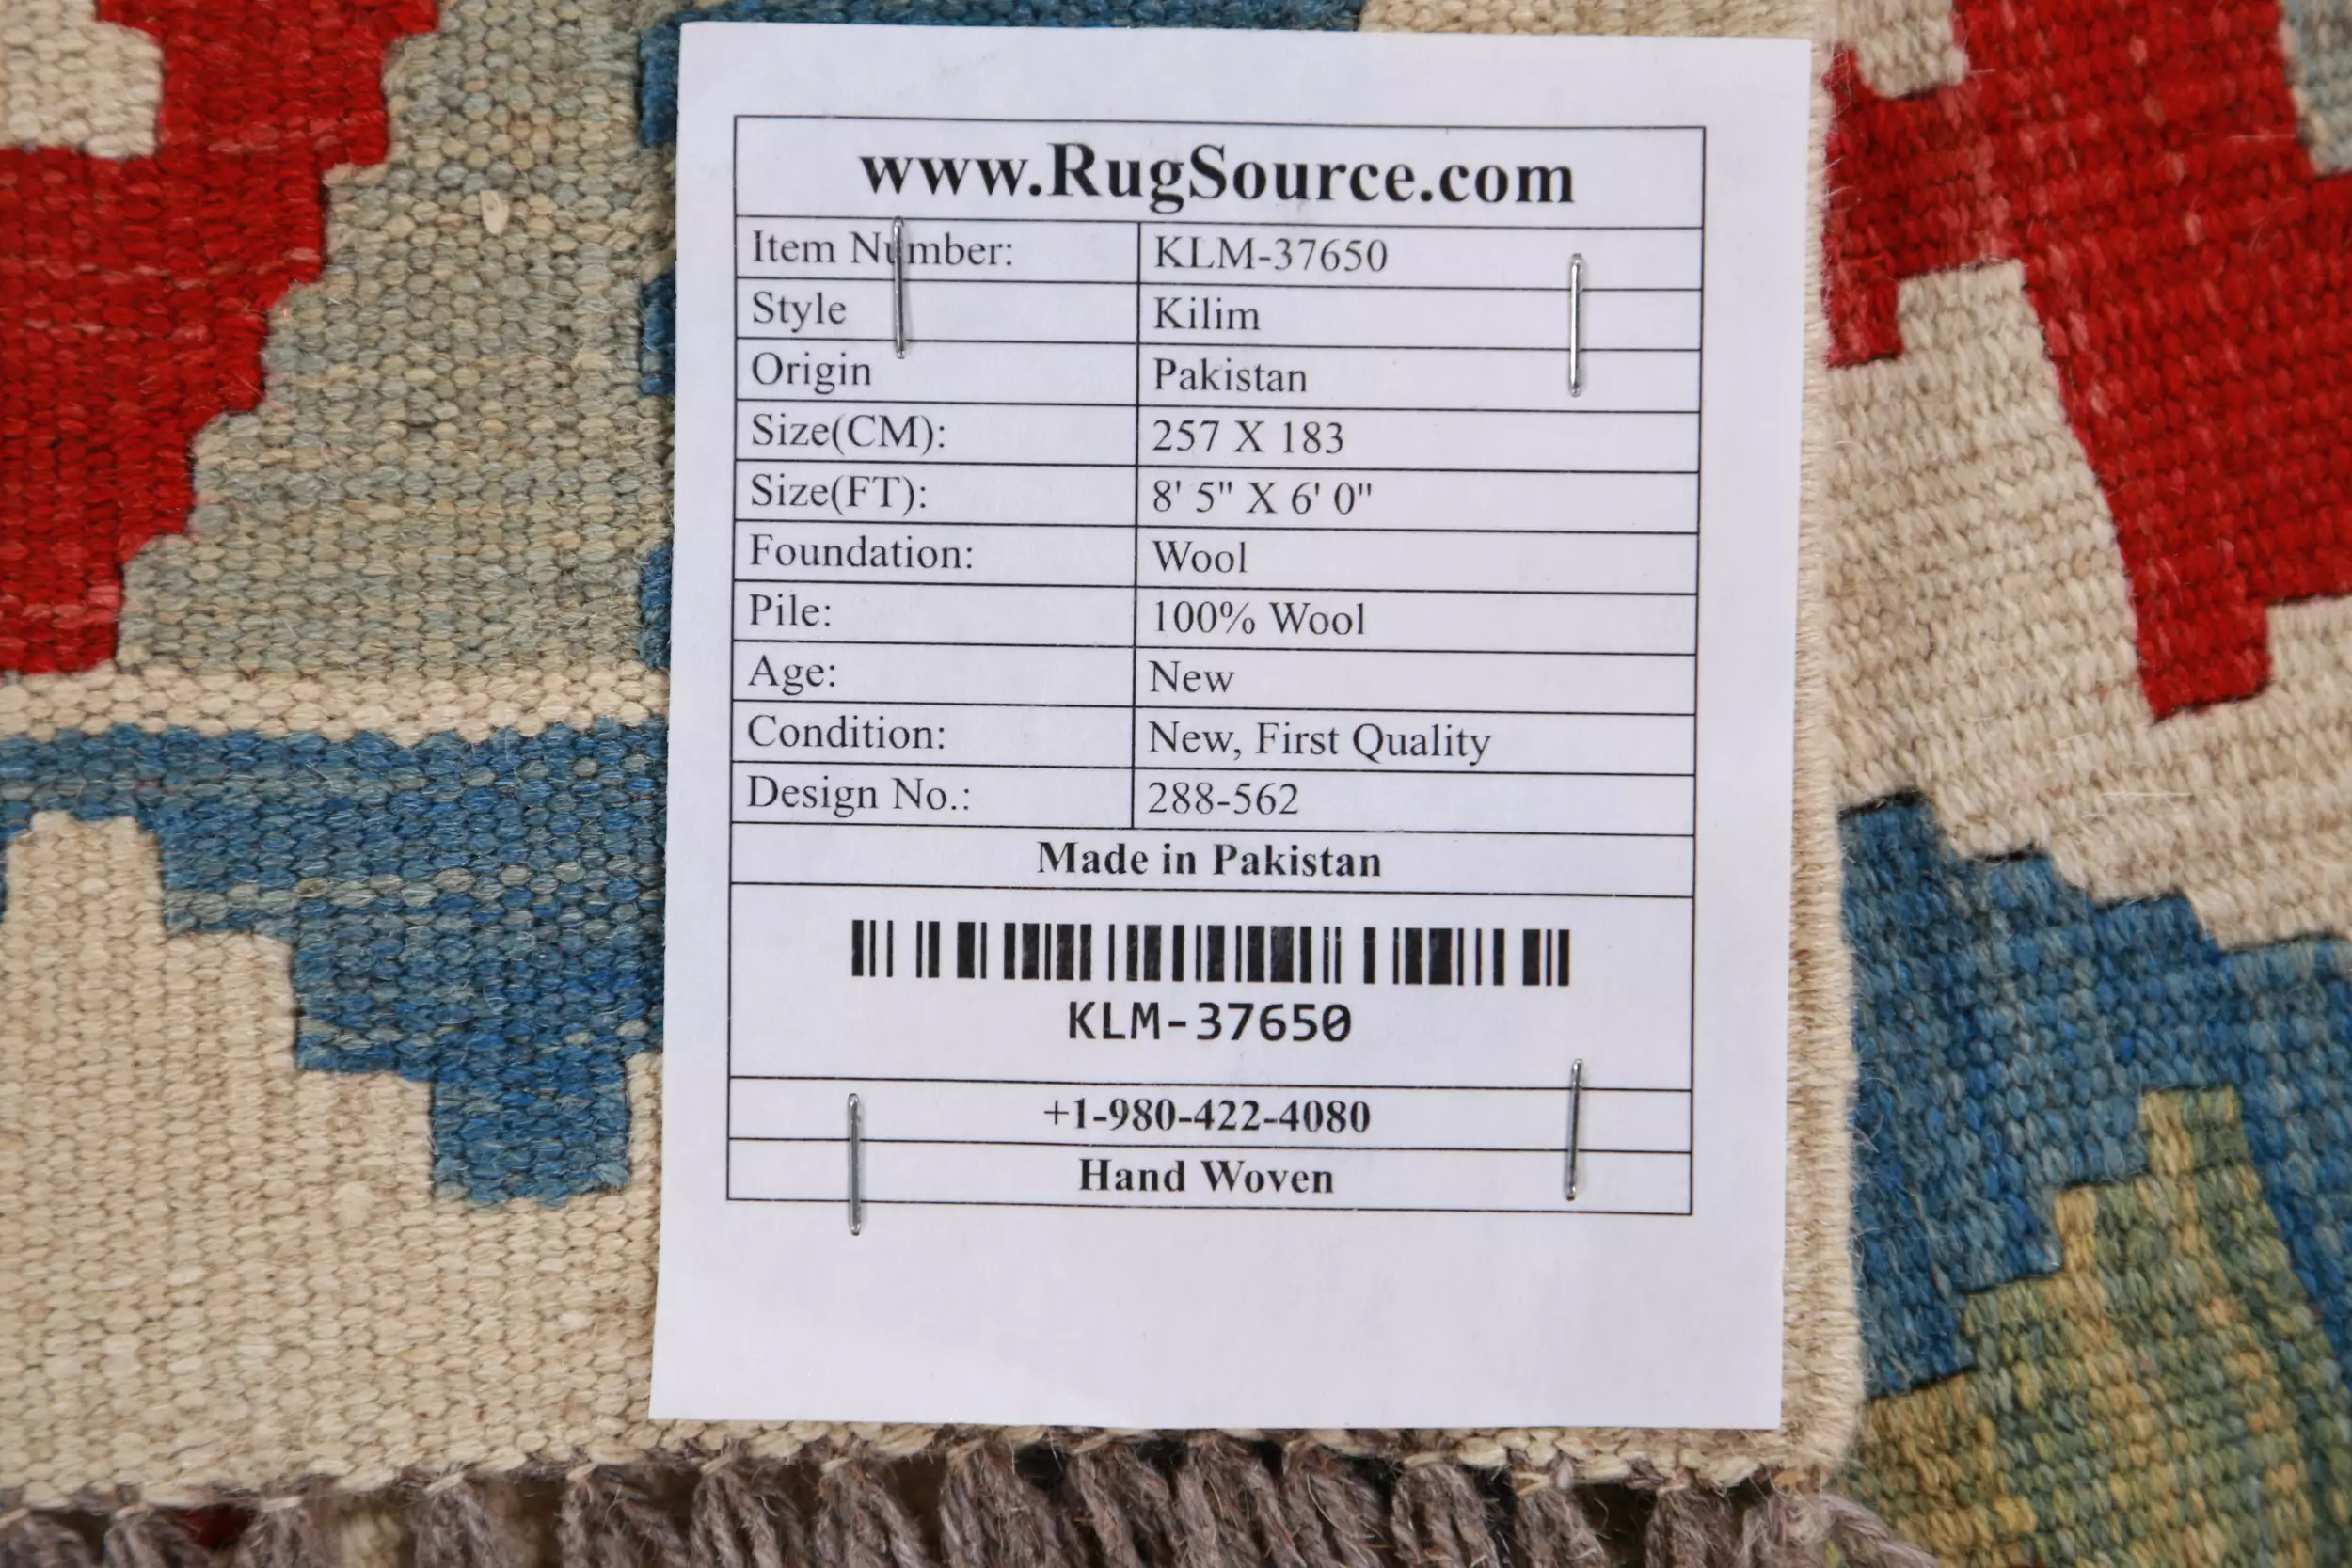 www.RugSource.com
Item Number: KLM-37650
Style Kilim
Origin Pakistan
Size(CM): 257 X 183
Size(FT): 8' 5" X 6' 0"
Foundation: Wool
Pile: 100% Wool
Age: New
Condition: New, First Quality
Design No.: 288-562
Made in Pakistan
KLM-37650
+1-980-422-4080
Hand Woven